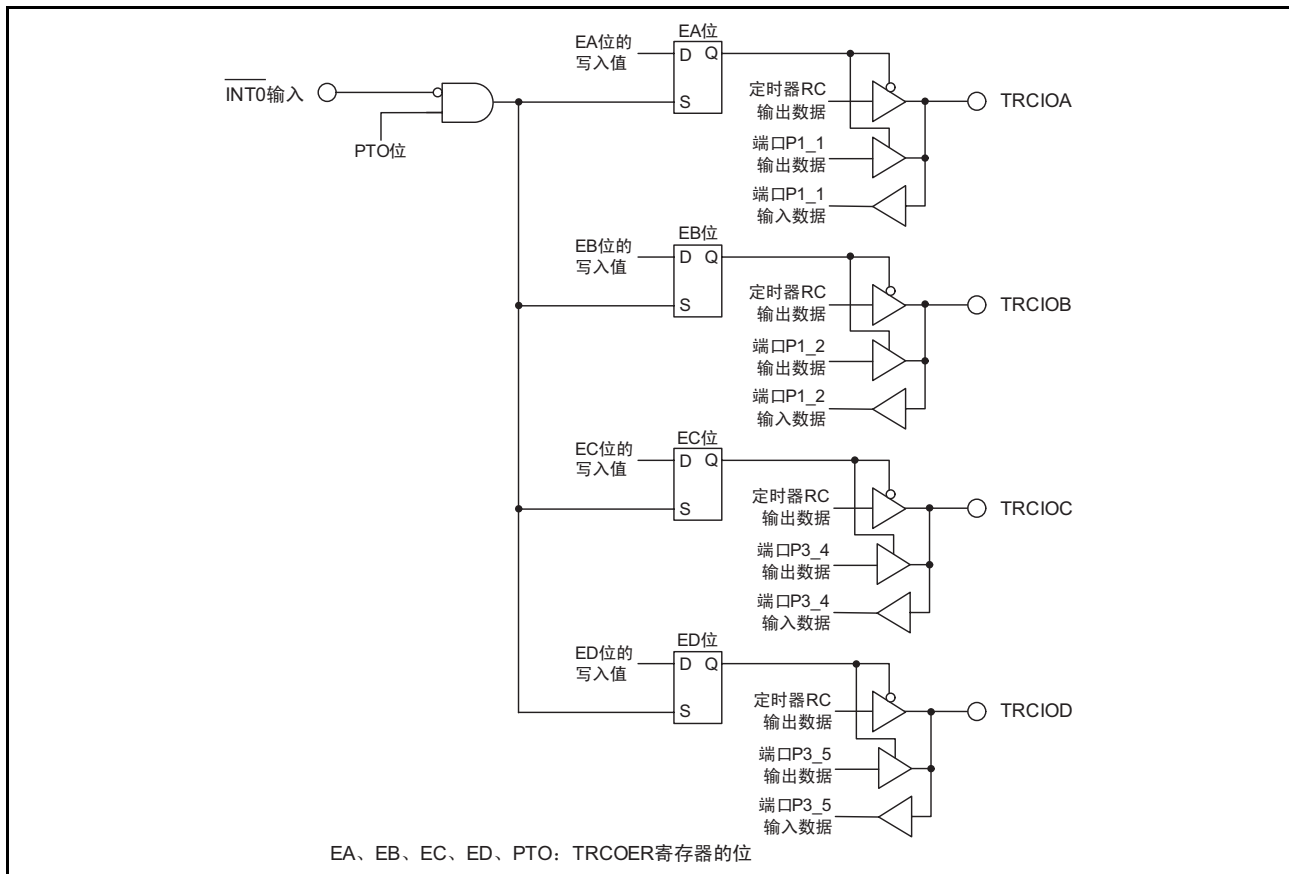 EA位
EA位的
写入值
D Q
S
INT0输入
PTO位
定时器RC
输出数据
TRCIOA
端口P1_1
输出数据
端口P1_1
输入数据
EB位
EB位的
写入值
D Q
S
定时器RC
输出数据
TRCIOB
端口P1_2
输出数据
端口P1_2
输入数据
EC位
EC位的
写入值
D Q
S
定时器RC
输出数据
TRCIOC
端口P3_4
输出数据
端口P3_4
输入数据
ED位
ED位的
写入值
D Q
S
定时器RC
输出数据
TRCIOD
端口P3_5
输出数据
端口P3_5
输入数据
EA、EB、EC、ED、PTO：TRCOER寄存器的位